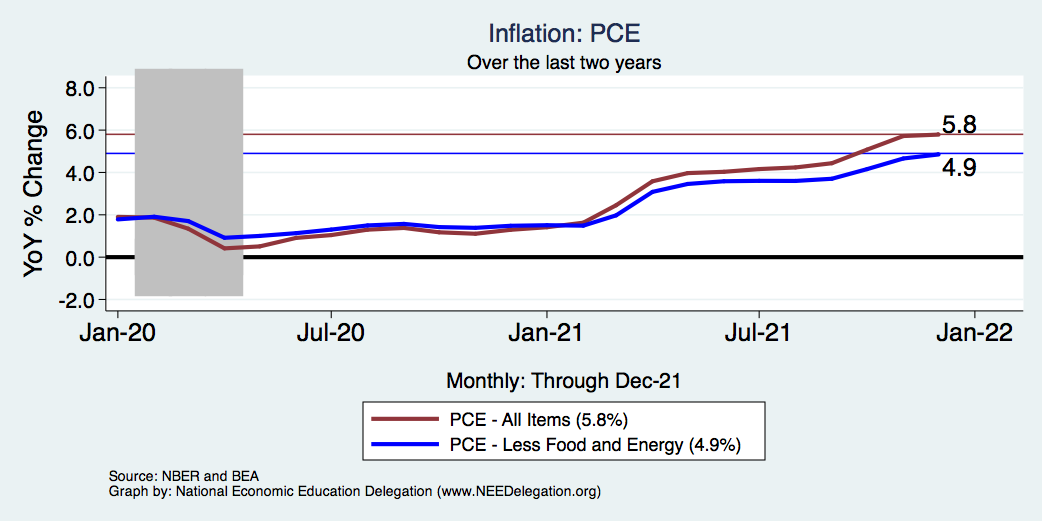 Inflation: PCE
Over the last two years
YoY % Change
8.0
6.0
4.0
2.0
0.0
-2.0
5.8
4.9
Jan-20 Jul-20 Jan-21 Jul-21 Jan-22
Monthly: Through Dec-21
PCE - All Items (5.8%)
PCE - Less Food and Energy (4.9%)
Source: NBER and BEA
Graph by: National Economic Education Delegation (www.NEEDelegation.org)